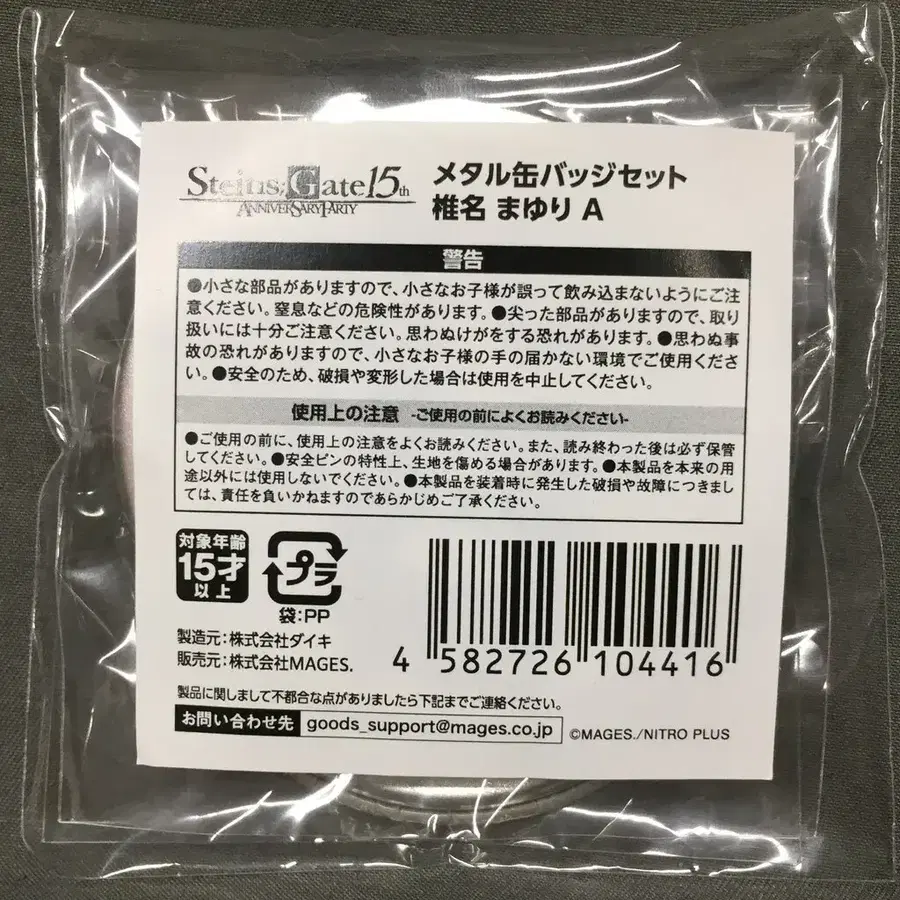 Steins;Gate 15th
ANNIVERSARY PARTY
メタル缶バッジセット
椎名 まゆり A
警告
●小さな部品がありますので、小さなお子様が誤って飲み込まないようにご注
意ください。窒息などの危険性があります。●尖った部品がありますので、取り
扱いには十分ご注意ください。思わぬけがをする恐れがあります。●思わぬ事
故の恐れがありますので、小さなお子様の手の届かない環境でご使用くださ
い。●安全のため、破損や変形した場合は使用を中止してください。
使用上の注意 -ご使用の前によくお読みください-
●ご使用の前に、使用上の注意をよくお読みください。また、読み終わった後は必ず保管
してください。●安全ピンの特性上、生地を傷める場合があります。●本製品を本来の用
途以外には使用しないでください。●本製品を装着時に発生した破損や故障につきまし
ては、責任を負いかねますのであらかじめご了承ください。
対象年齢
15才
以上
プラ
袋:PP
製造元:株式会社ダイキ
販売元:株式会社MAGES.
4 582726 104416
製品に関しまして不都合な点がありましたら下記までご連絡ください。
お問い合わせ先 goods_support@mages.co.jp
©MAGES./NITRO PLUS